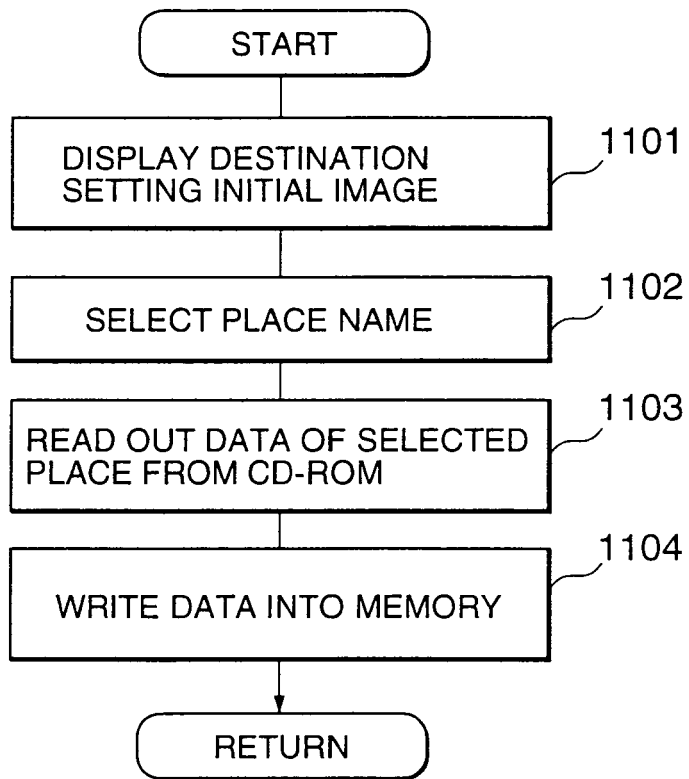 START
1101
DISPLAY DESTINATION
SETTING INITIAL IMAGE
1102
SELECT PLACE NAME
1103
READ OUT DATA OF SELECTED
PLACE FROM CD-ROM
1104
WRITE DATA INTO MEMORY
RETURN